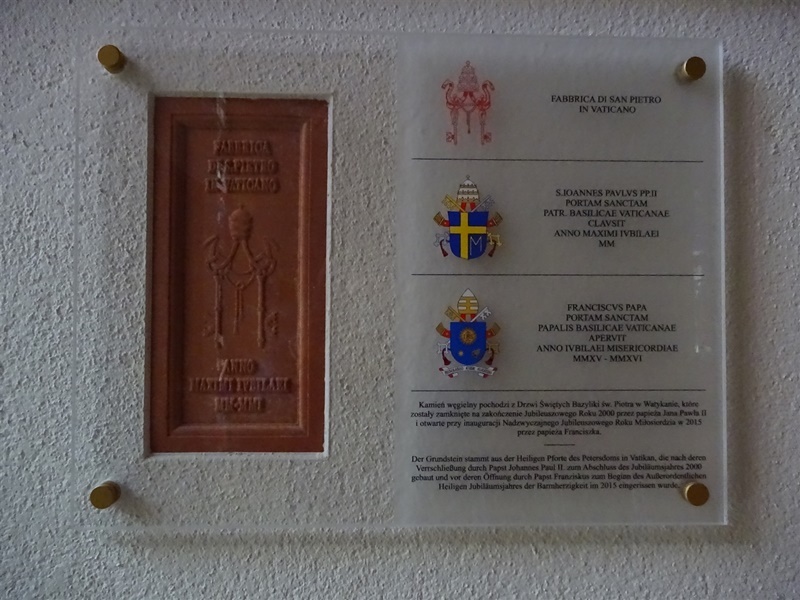 FABBRICA
DI S.PIETRO
IN VATICANO
ANNO
MAXIMI IUBILAEI
MM-MMI
FABBRICA DI SAN PIETRO
IN VATICANO
S.IOANNES PAVLVS PP.II
PORTAM SANCTAM
PATR. BASILICAE VATICANAE
CLAVSIT
ANNO MAXIMI IVBILAEI
MM
M
FRANCISCVS PAPA
PORTAM SANCTAM
PAPALIS BASILICAE VATICANAE
APERVIT
ANNO IVBILAEI MISERICORDIAE
MMXV - MMXVI
Kamień węgielny pochodzi z Drzwi Świętych Bazyliki św. Piotra w Watykanie, które
zostały zamknięte na zakończenie Jubileuszowego Roku 2000 przez papieża Jana Pawła II
i otwarte przy inauguracji Nadzwyczajnego Jubileuszowego Roku Miłosierdzia w 2015
przez papieża Franciszka.
Der Grundstein stammt aus der Heiligen Pforte des Petersdoms in Vatikan, die nach deren
Verrschließung durch Papst Johannes Paul II. zum Abschluss des Jubiläumsjahres 2000
gebaut und vor deren Öffnung durch Papst Franziskus zum Beginn des Außerordentlichen
Heiligen Jubiläumsjahres der Barmherzigkeit im 2015 eingerissen wurde.